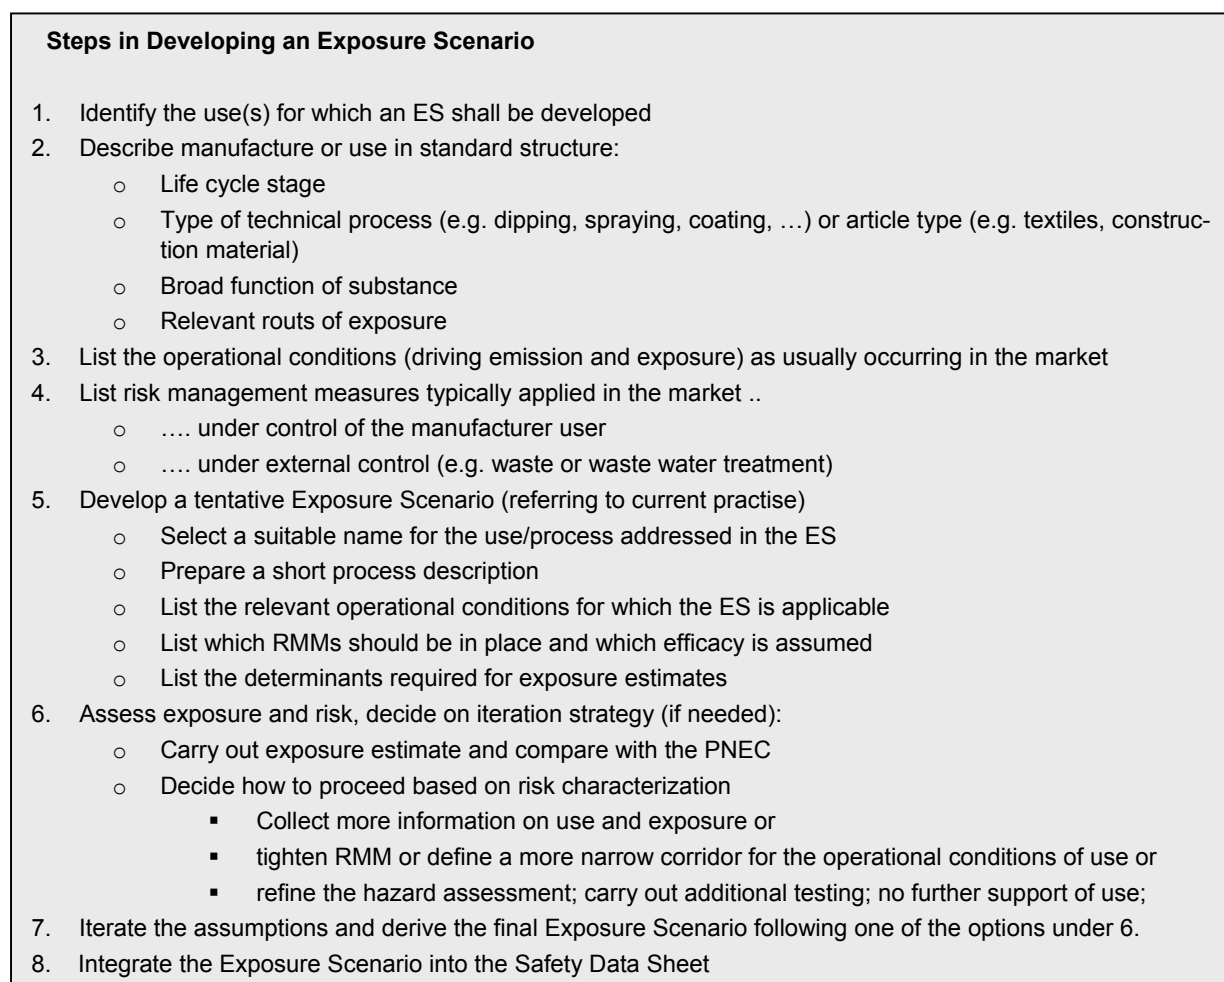 Steps in Developing an Exposure Scenario
1. Identify the use(s) for which an ES shall be developed
2. Describe manufacture or use in standard structure:
o Life cycle stage
o Type of technical process (e.g. dipping, spraying, coating, …) or article type (e.g. textiles, construc-
tion material)
o Broad function of substance
o Relevant routs of exposure
3. List the operational conditions (driving emission and exposure) as usually occurring in the market
4. List risk management measures typically applied in the market ..
o …. under control of the manufacturer user
o …. under external control (e.g. waste or waste water treatment)
5. Develop a tentative Exposure Scenario (referring to current practise)
o Select a suitable name for the use/process addressed in the ES
o Prepare a short process description
o List the relevant operational conditions for which the ES is applicable
o List which RMMs should be in place and which efficacy is assumed
o List the determinants required for exposure estimates
6. Assess exposure and risk, decide on iteration strategy (if needed):
o Carry out exposure estimate and compare with the PNEC
o Decide how to proceed based on risk characterization
▪ Collect more information on use and exposure or
▪ tighten RMM or define a more narrow corridor for the operational conditions of use or
▪ refine the hazard assessment; carry out additional testing; no further support of use;
7. Iterate the assumptions and derive the final Exposure Scenario following one of the options under 6.
8. Integrate the Exposure Scenario into the Safety Data Sheet